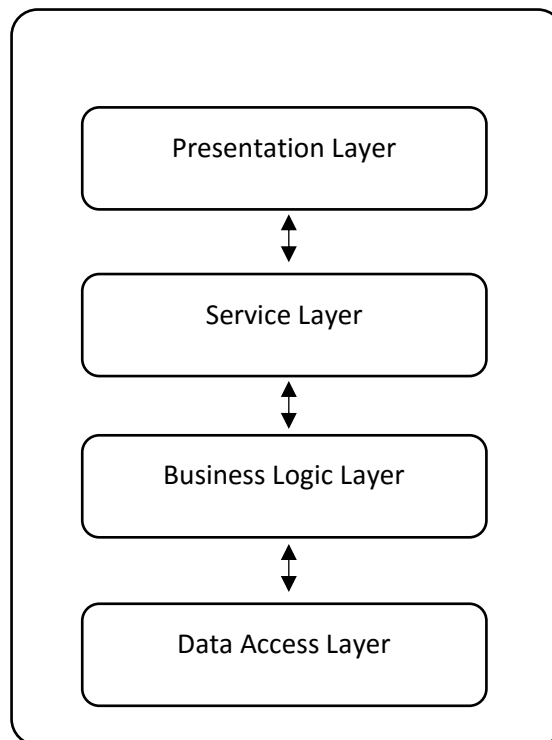 Presentation Layer
Service Layer
Business Logic Layer
Data Access Layer